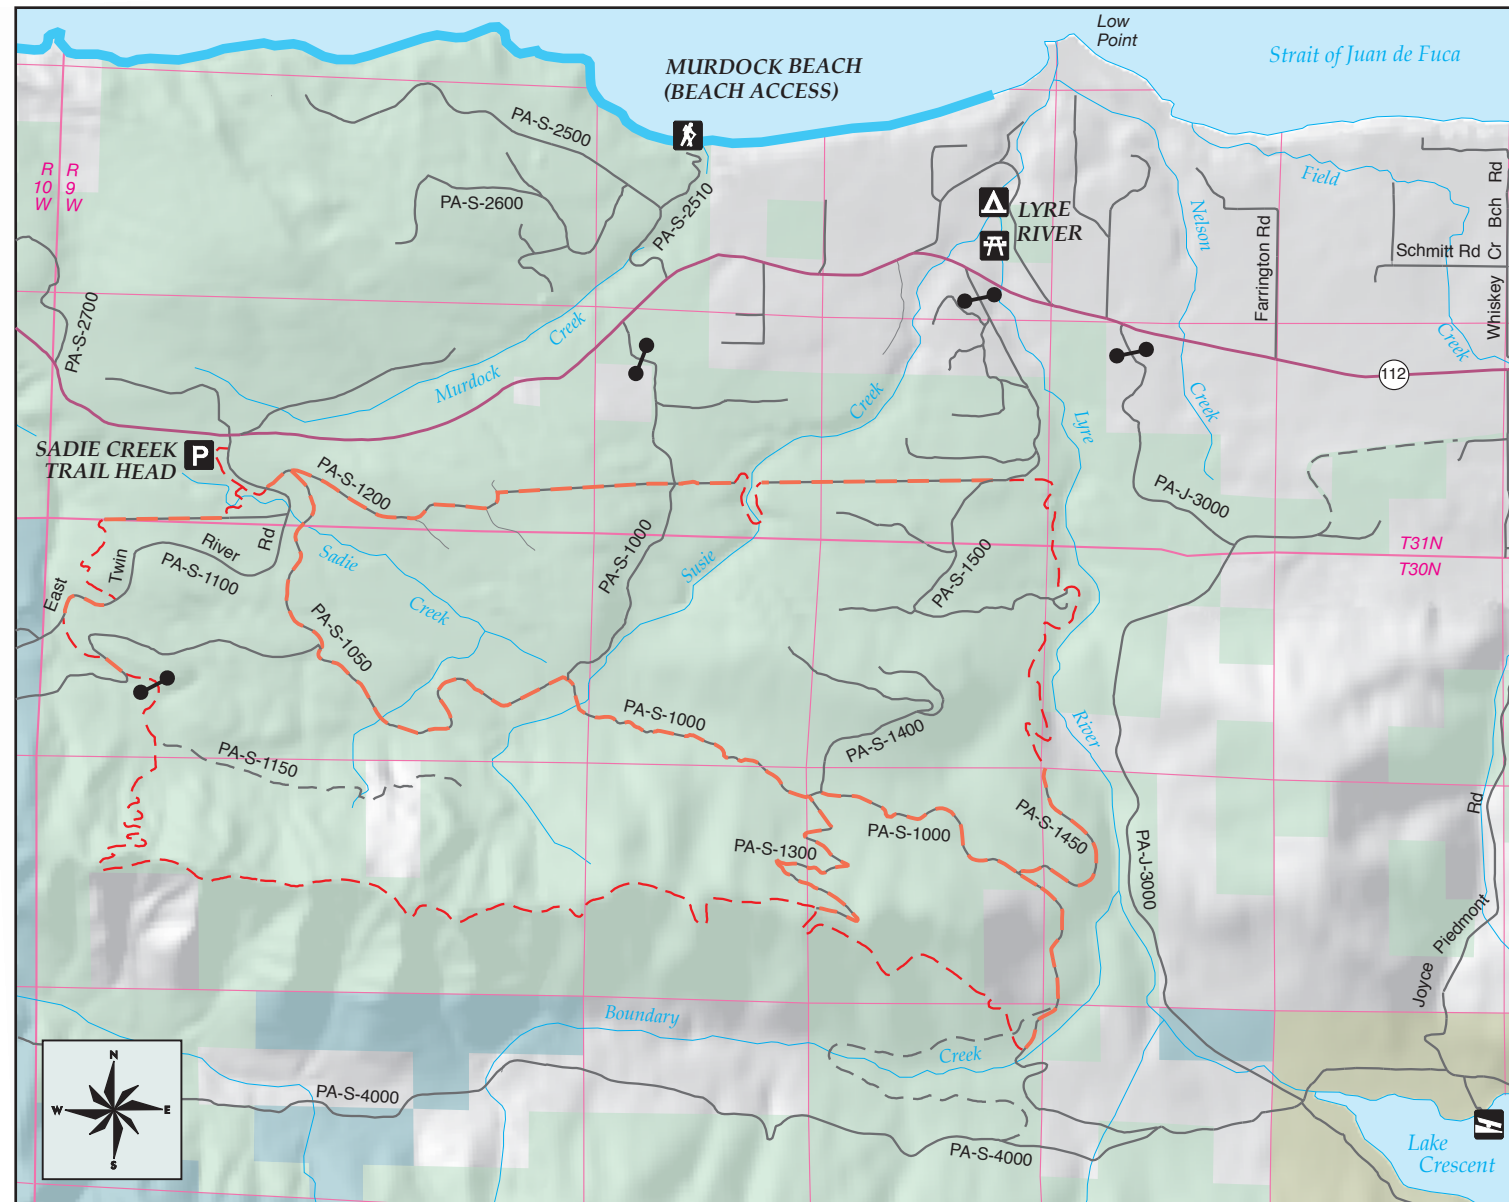 Low
Point
Strait of Juan de Fuca
MURDOCK BEACH
(BEACH ACCESS)
PA-S-2500
R
10
W
R
9
W
PA-S-2600
PA-S-2510
LYRE
RIVER
Nelson
Field
Whiskey Cr Bch Rd
Schmitt Rd
Farrington Rd
PA-S-2700
Creek
Creek
Murdock
Creek
Creek
112
Lyre
SADIE CREEK
TRAIL HEAD
P
PA-S-1200
PA-J-3000
River
Rd
Twin
East
PA-S-1100
Sadie
Creek
PA-S-1000
Susie
PA-S-1500
T31N
T30N
PA-S-1050
PA-S-1000
PA-S-1400
River
PA-S-1150
PA-S-1450
PA-S-1000
PA-S-1300
PA-J-3000
Rd
Piedmont
Joyce
Boundary
Creek
PA-S-4000
PA-S-4000
N
W
E
S
Lake
Crescent